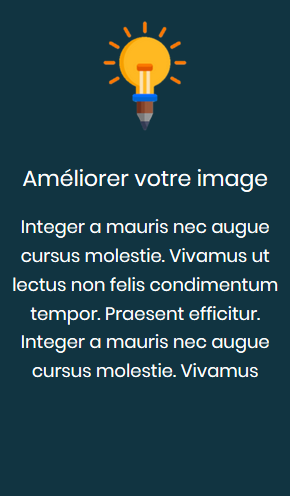 Améliorer votre image
Integer a mauris nec augue
cursus molestie. Vivamus ut
lectus non felis condimentum
tempor. Praesent efficitur.
Integer a mauris nec augue
cursus molestie. Vivamus